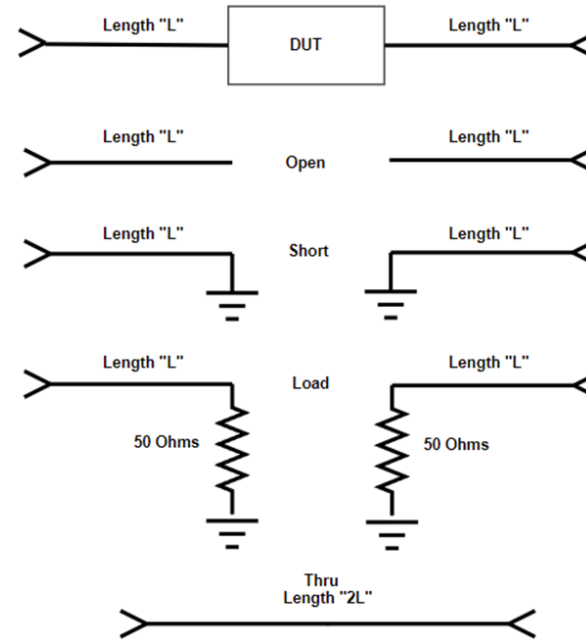 Length "L"
Length "L"
DUT
Length "L"
Length "L"
Open
Length "L"
Length "L"
Short
Length "L"
Length "L"
Load
50 Ohms
50 Ohms
Thru
Length "2L"